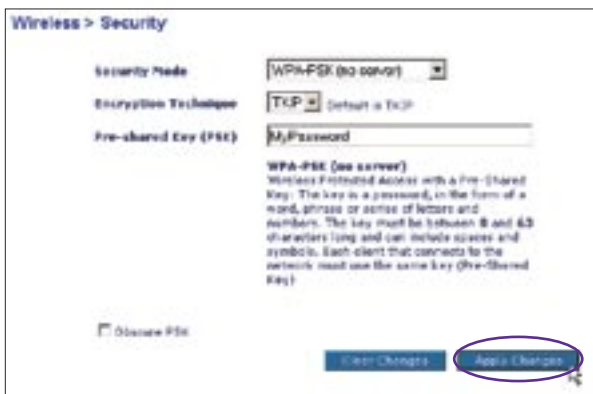 Wireless > Security
Security Mode
WPA-PSK (no server)
Encryption Technique
TKIP
Default is TKIP
Pre-shared Key (PSK)
MyPassword
WPA-PSK (no server)
Wireless Protected Access with a Pre-Shared
Key: The key is a password, in the form of a
word, phrase or series of letters and
numbers. The key must be between 8 and 63
characters long and can include spaces and
symbols. Each client that connects to the
network must use the same key (Pre-Shared
Key)
Obscure PSK
Clear Changes
Apply Changes